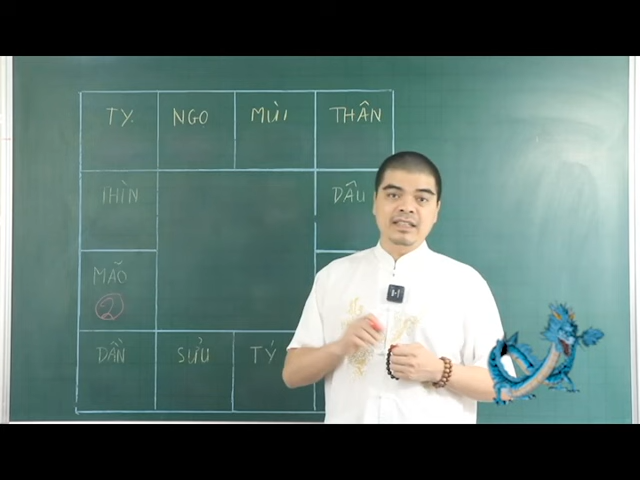 TỴ NGỌ MÙI THÂN
THÌN DẬU
MÃO
2
DẦN SỬU TÝ